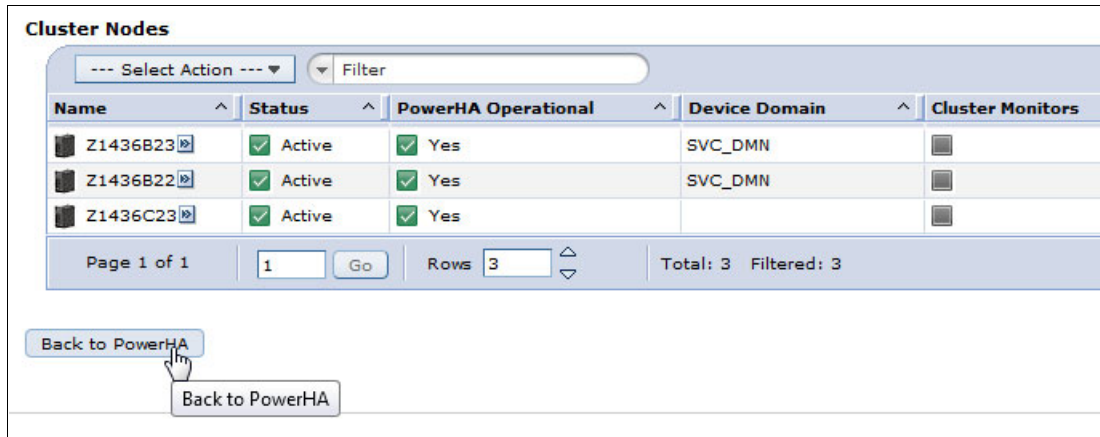 Cluster Nodes
--- Select Action --- Filter
Name Status PowerHA Operational Device Domain Cluster Monitors
Z1436B23 Active Yes SVC_DMN
Z1436B22 Active Yes SVC_DMN
Z1436C23 Active Yes
Page 1 of 1 1 Go Rows 3 Total: 3 Filtered: 3
Back to PowerHA
Back to PowerHA